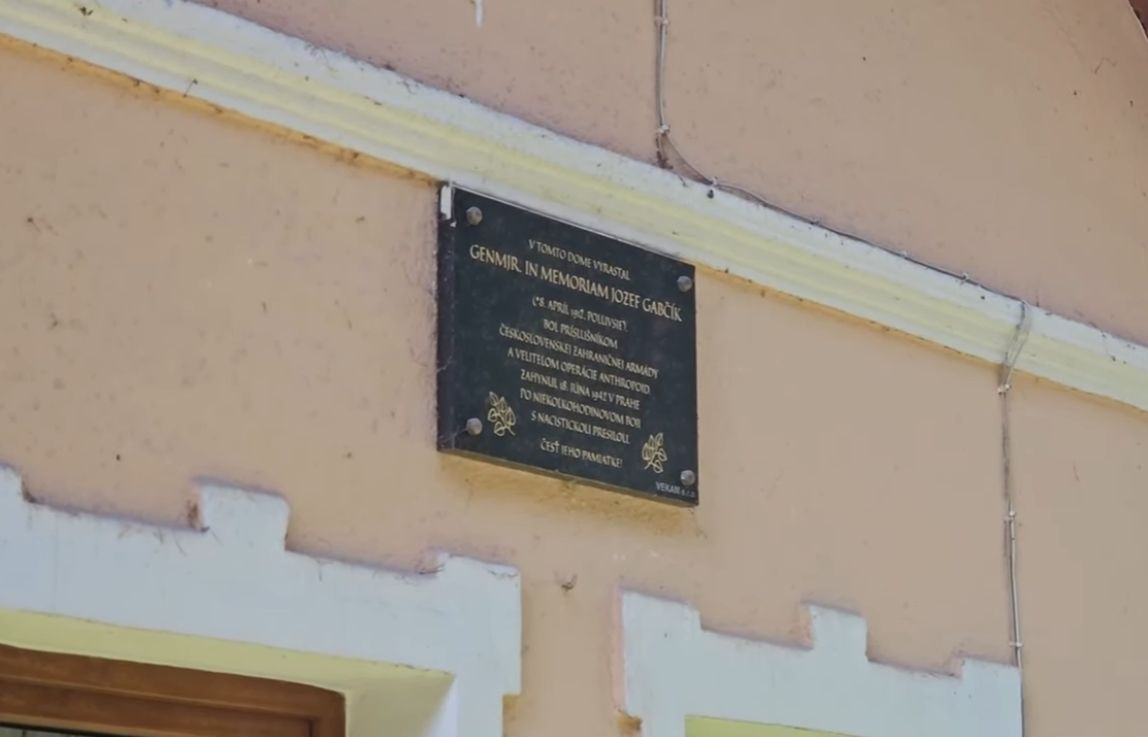 V TOMTO DOME VYRASTAL
GENMJR. IN MEMORIAM JOZEF GABČÍK
(*8. APRÍL 1912, POLUVSIE),
BOL PRÍSLUŠNÍKOM
ČESKOSLOVENSKEJ ZAHRANIČNEJ ARMÁDY
A VELITEĽOM OPERÁCIE ANTHROPOID.
ZAHYNUL 18. JÚNA 1942 V PRAHE
PO NIEKOĽKOHODINOVOM BOJI
S NACISTICKOU PRESILOU.
ČESŤ JEHO PAMIATKE!
VEKAM s.r.o.